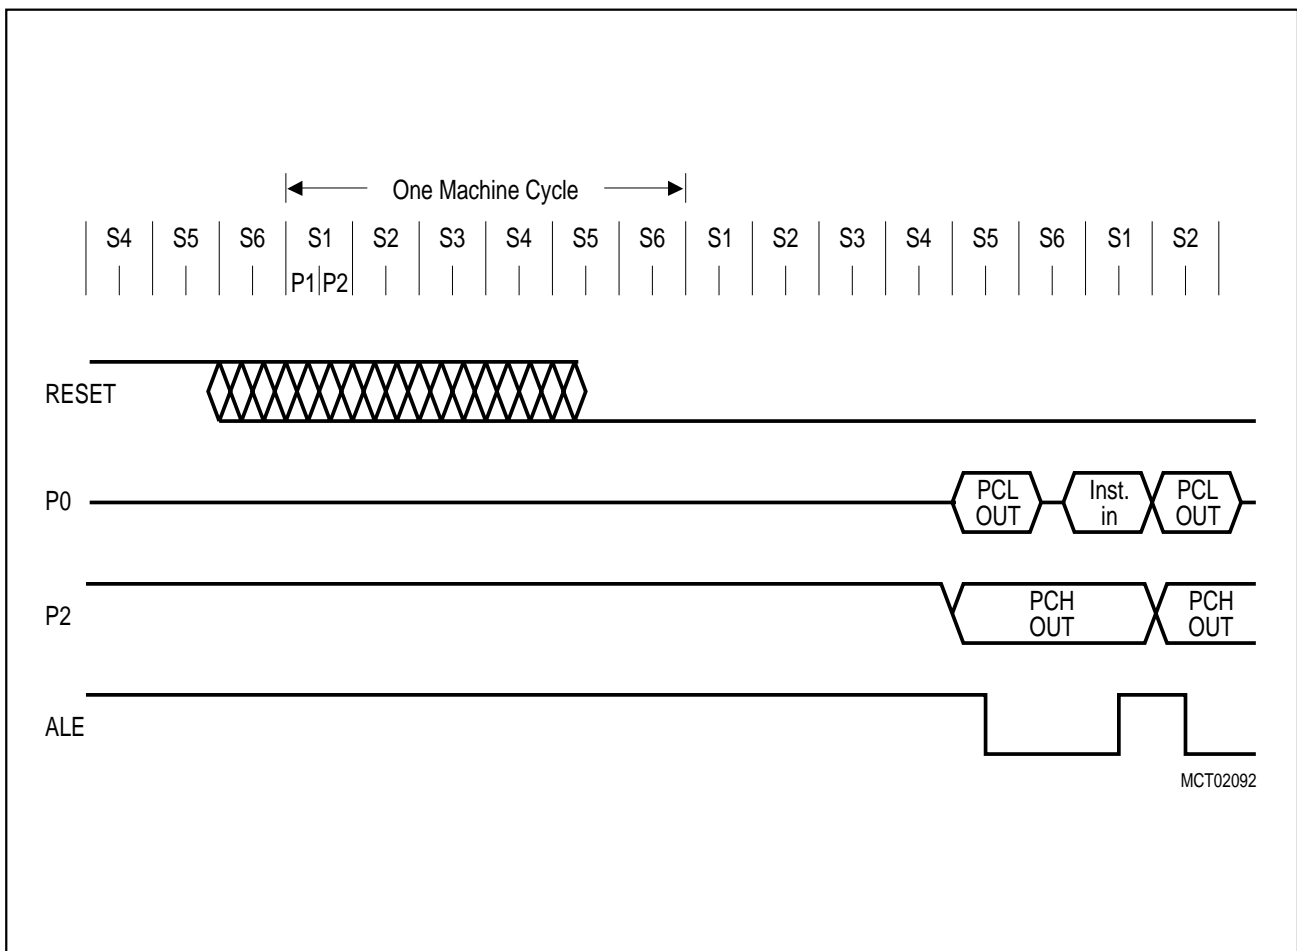 One Machine Cycle
S4 S5 S6 S1 S2 S3 S4 S5 S6 S1 S2 S3 S4 S5 S6 S1 S2
P1 P2
RESET
P0
PCL
OUT
Inst.
in
PCL
OUT
P2
PCH
OUT
PCH
OUT
ALE
MCT02092